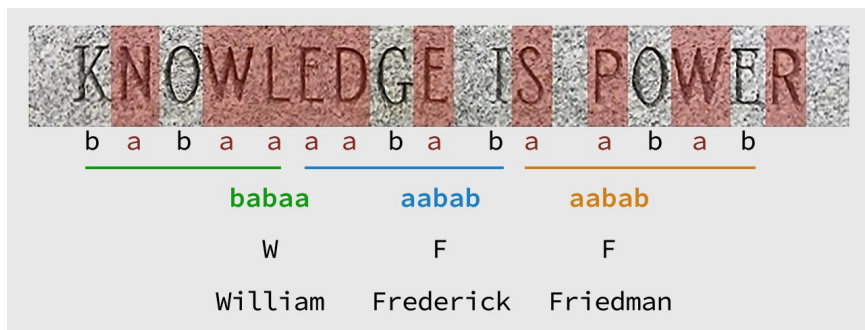 KNOWLEDGE IS POWER
b a b a a a a b a b a a b a b
babaa aabab aabab
W F F
William Frederick Friedman